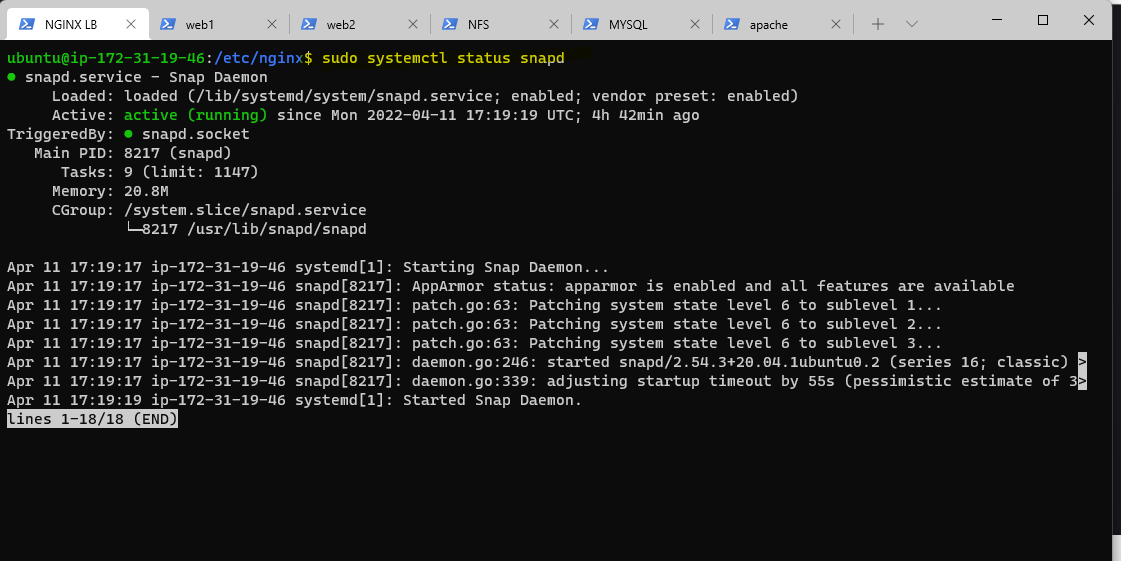 NGINX LB
web1
web2
NFS
MYSQL
apache
ubuntu@ip-172-31-19-46:/etc/nginx$ sudo systemctl status snapd
● snapd.service - Snap Daemon
     Loaded: loaded (/lib/systemd/system/snapd.service; enabled; vendor preset: enabled)
     Active: active (running) since Mon 2022-04-11 17:19:19 UTC; 4h 42min ago
TriggeredBy: ● snapd.socket
   Main PID: 8217 (snapd)
      Tasks: 9 (limit: 1147)
     Memory: 20.8M
     CGroup: /system.slice/snapd.service
             └─8217 /usr/lib/snapd/snapd

Apr 11 17:19:17 ip-172-31-19-46 systemd[1]: Starting Snap Daemon...
Apr 11 17:19:17 ip-172-31-19-46 snapd[8217]: AppArmor status: apparmor is enabled and all features are available
Apr 11 17:19:17 ip-172-31-19-46 snapd[8217]: patch.go:63: Patching system state level 6 to sublevel 1...
Apr 11 17:19:17 ip-172-31-19-46 snapd[8217]: patch.go:63: Patching system state level 6 to sublevel 2...
Apr 11 17:19:17 ip-172-31-19-46 snapd[8217]: patch.go:63: Patching system state level 6 to sublevel 3...
Apr 11 17:19:19 ip-172-31-19-46 snapd[8217]: daemon.go:246: started snapd/2.54.3+20.04.1ubuntu0.2 (series 16; classic) >
Apr 11 17:19:19 ip-172-31-19-46 snapd[8217]: daemon.go:339: adjusting startup timeout by 55s (pessimistic estimate of 3>
Apr 11 17:19:19 ip-172-31-19-46 systemd[1]: Started Snap Daemon.
lines 1-18/18 (END)